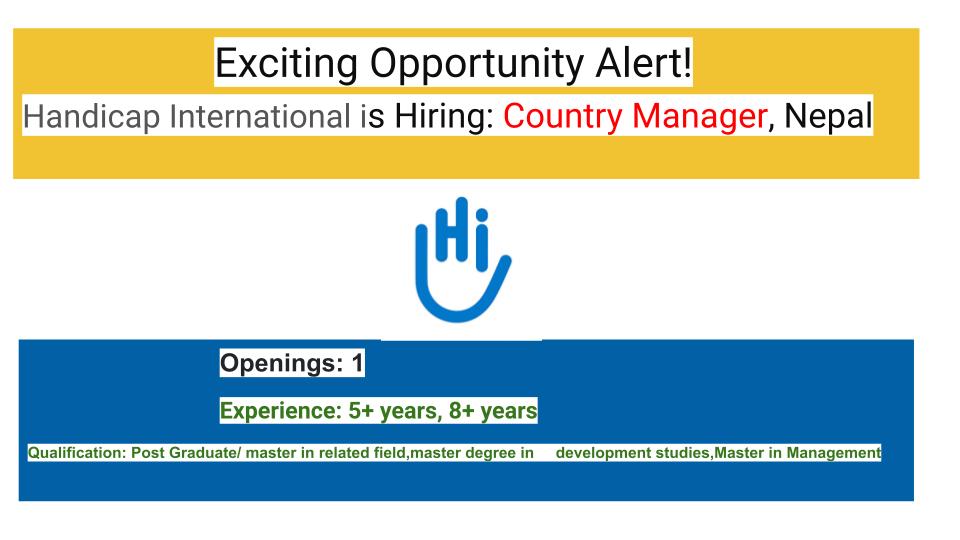 Exciting Opportunity Alert!
Handicap International is Hiring: Country Manager, Nepal
Hi
Openings: 1
Experience: 5+ years, 8+ years
Qualification: Post Graduate/ master in related field,master degree in development studies,Master in Management